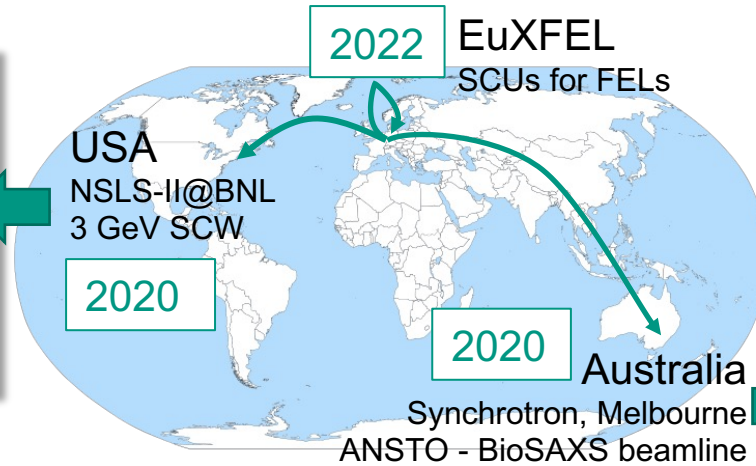 2022
EuXFEL
SCUs for FELs
USA
NSLS-II@BNL
3 GeV SCW
2020
2020
Australia
Synchrotron, Melbourne
ANSTO - BioSAXS beamline